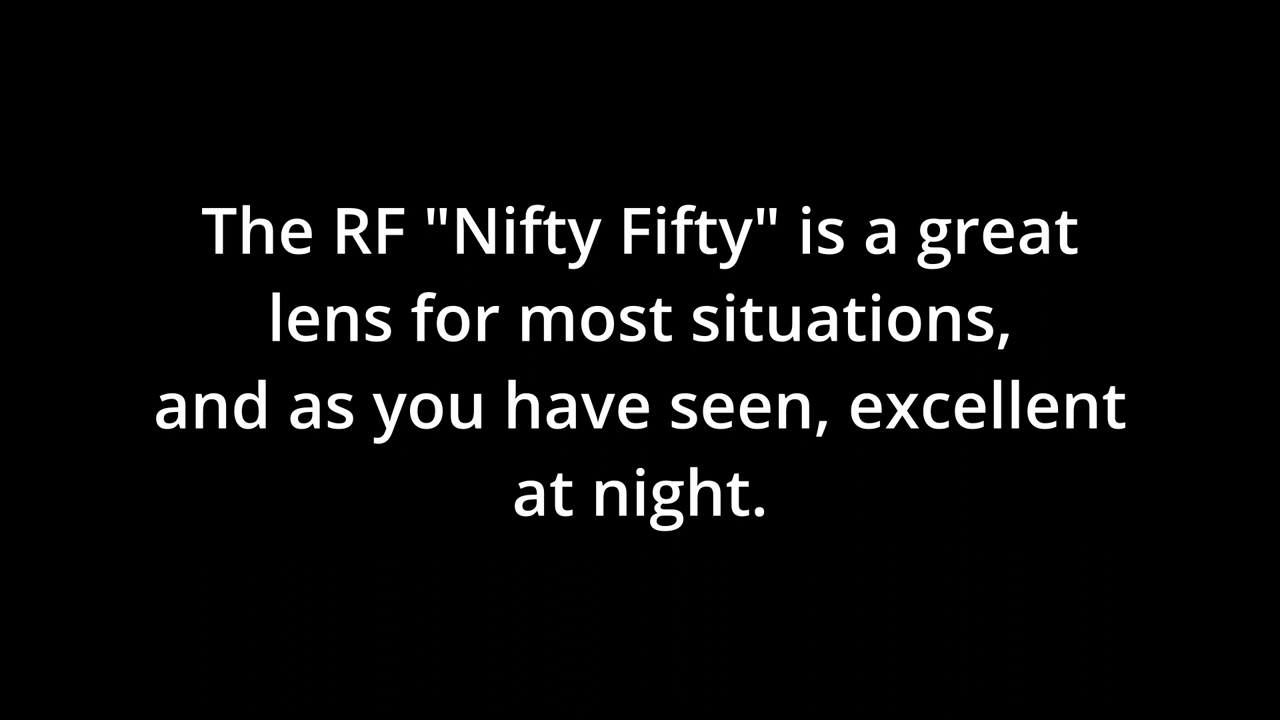 The RF "Nifty Fifty" is a great
lens for most situations,
and as you have seen, excellent
at night.